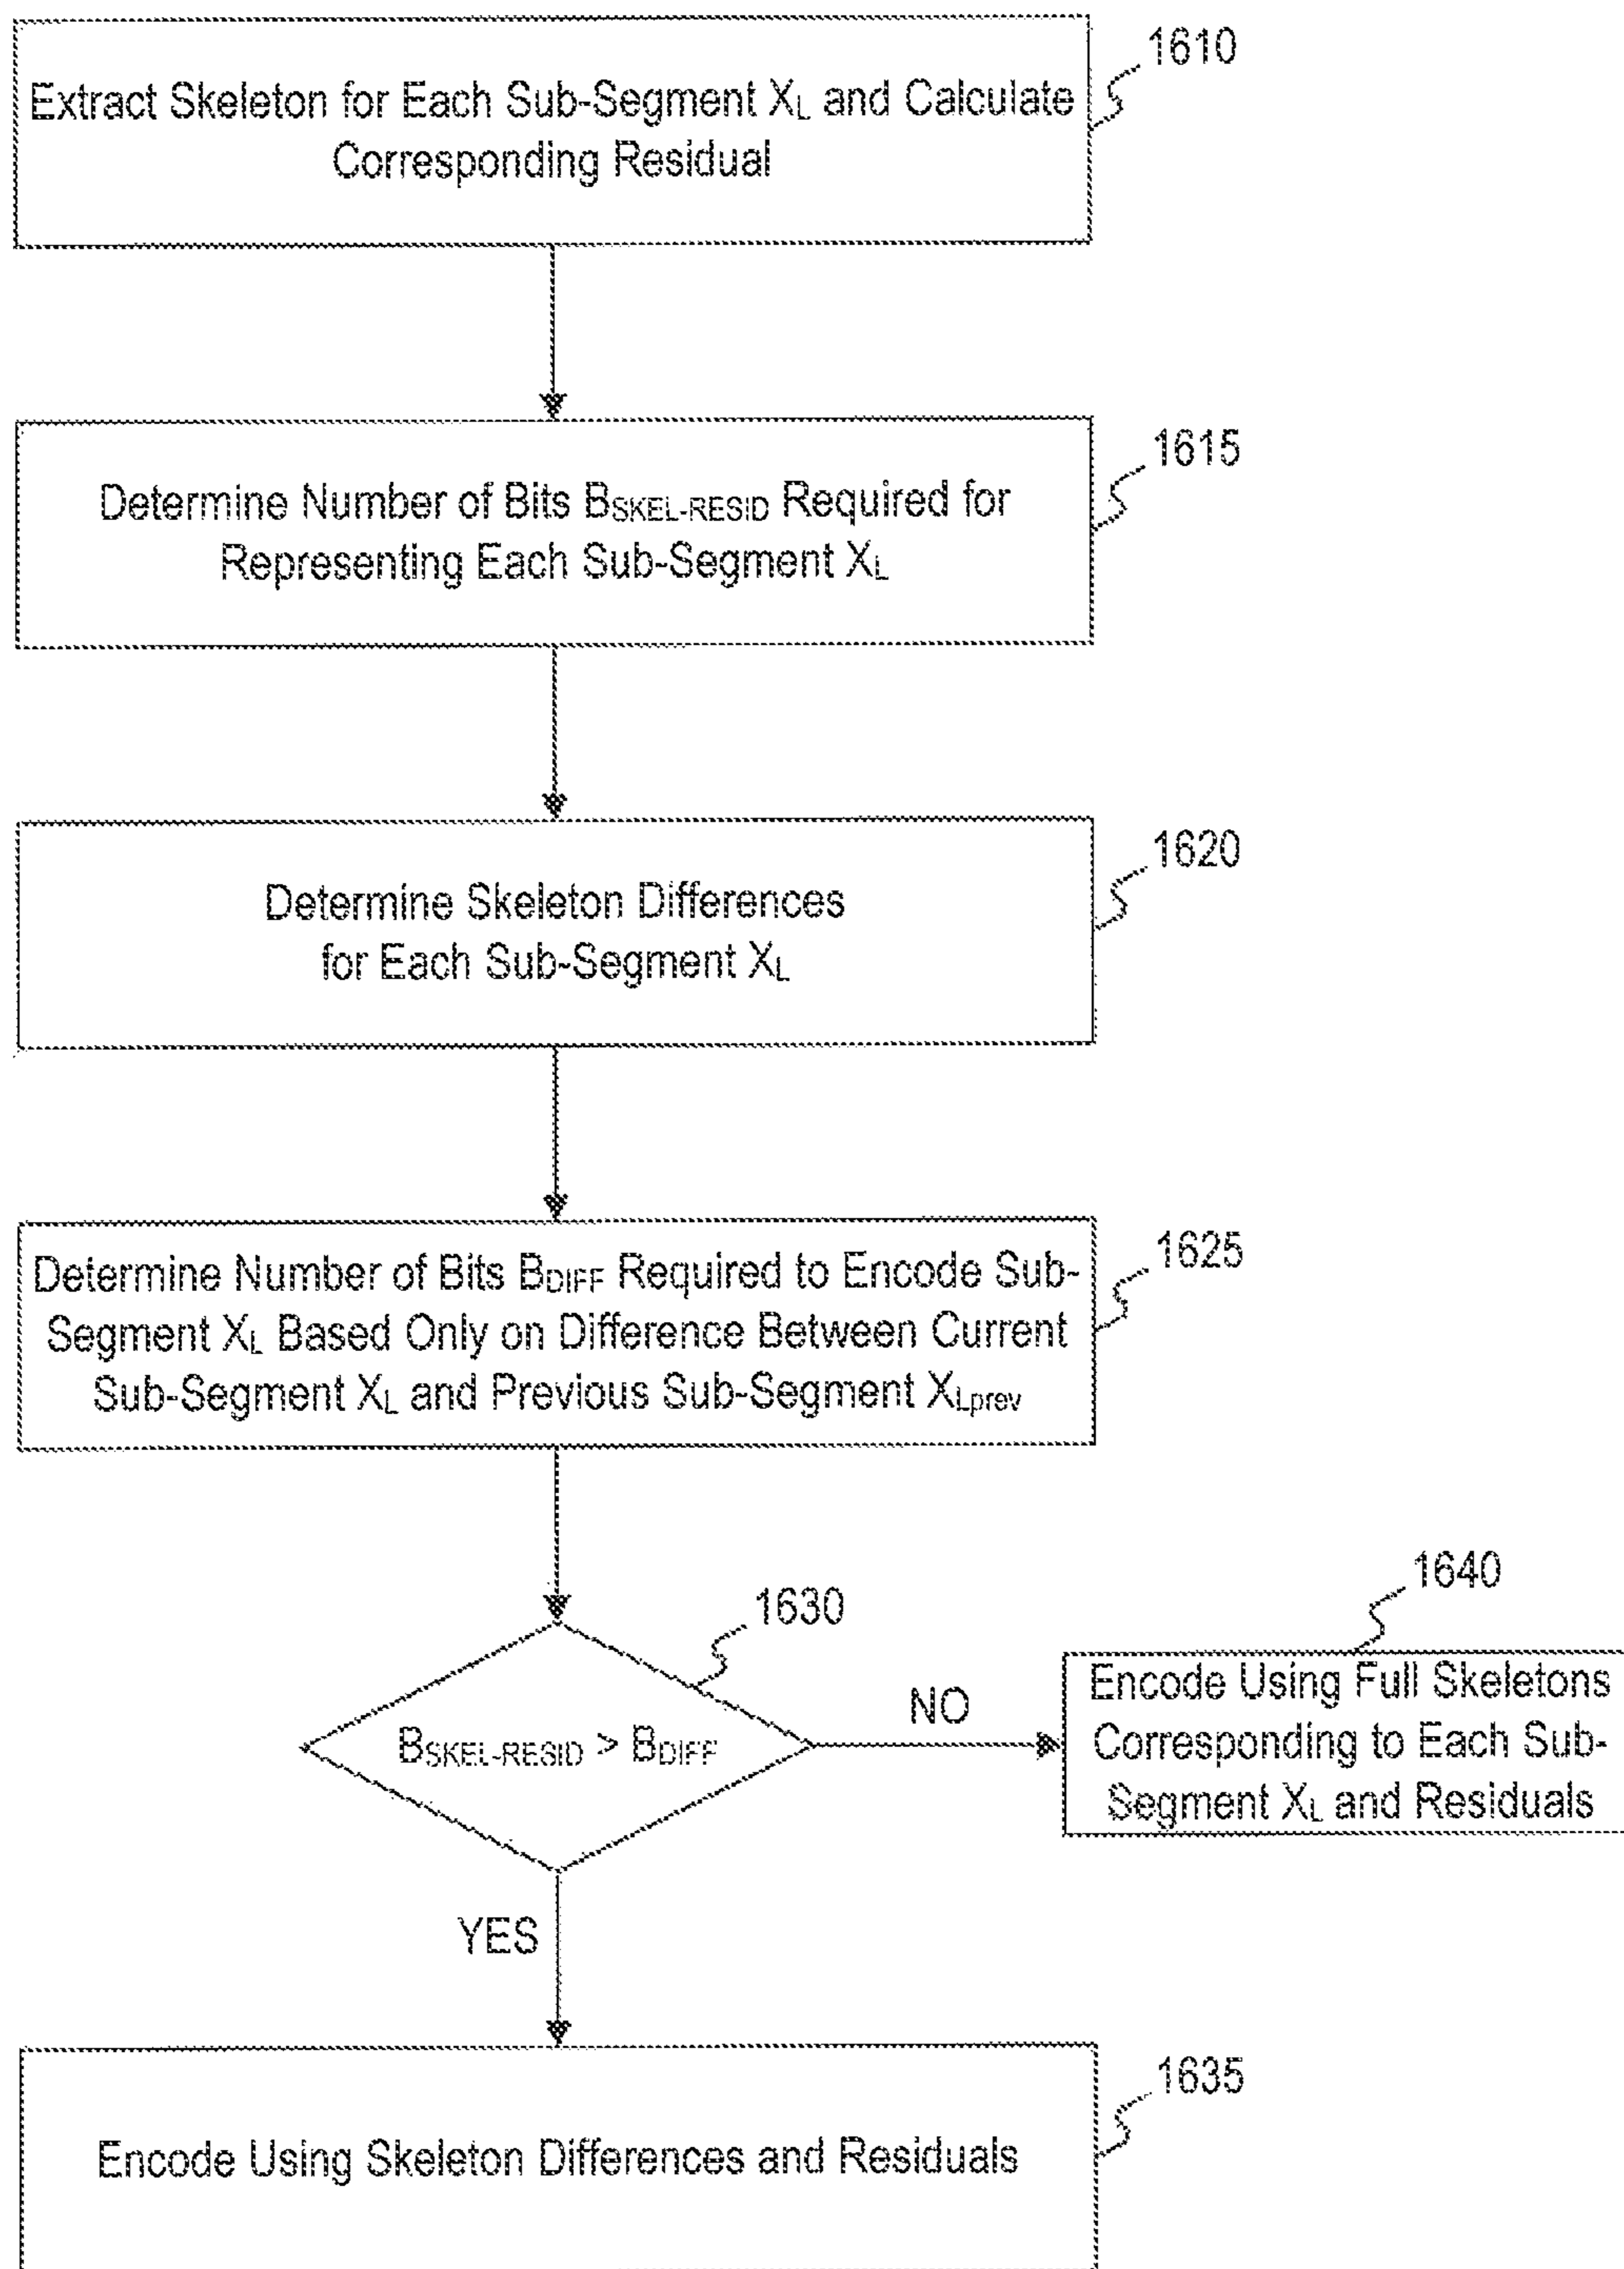 1610
Extract Skeleton for Each Sub-Segment XL and Calculate
Corresponding Residual
1615
Determine Number of Bits BSKEL-RESID Required for
Representing Each Sub-Segment XL
1620
Determine Skeleton Differences
for Each Sub-Segment XL
1625
Determine Number of Bits BDIFF Required to Encode Sub-
Segment XL Based Only on Difference Between Current
Sub-Segment XL and Previous Sub-Segment XLprev
1630
BSKEL-RESID > BDIFF
NO
1640
Encode Using Full Skeletons
Corresponding to Each Sub-
Segment XL and Residuals
YES
1635
Encode Using Skeleton Differences and Residuals